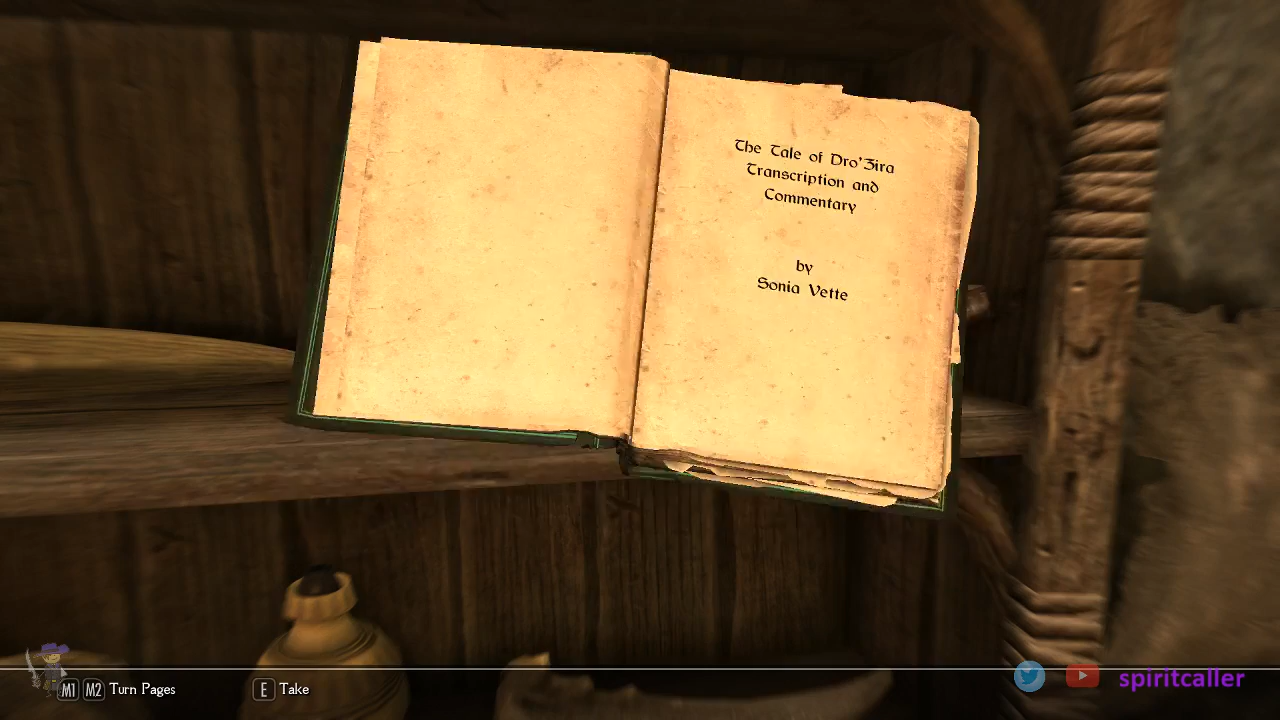 The Tale of Dro'Zira
Transcription and
Commentary
by
Sonia Vette
M1 M2 Turn Pages
E Take
spiritcaller